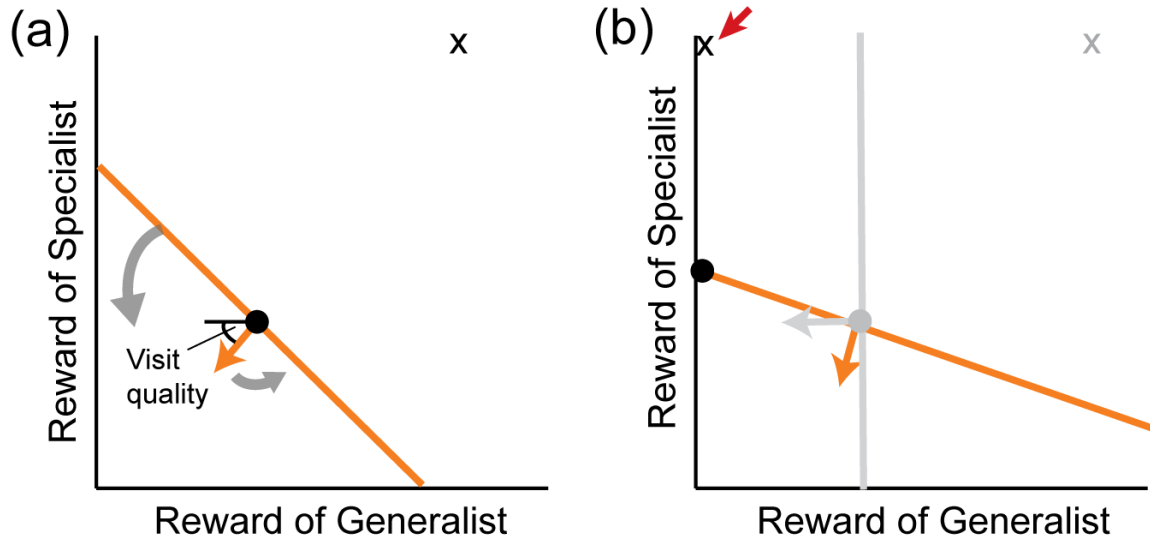 (a)
x
Reward of Specialist
Visit
quality
Reward of Generalist
(b)
x
x
Reward of Specialist
Reward of Generalist